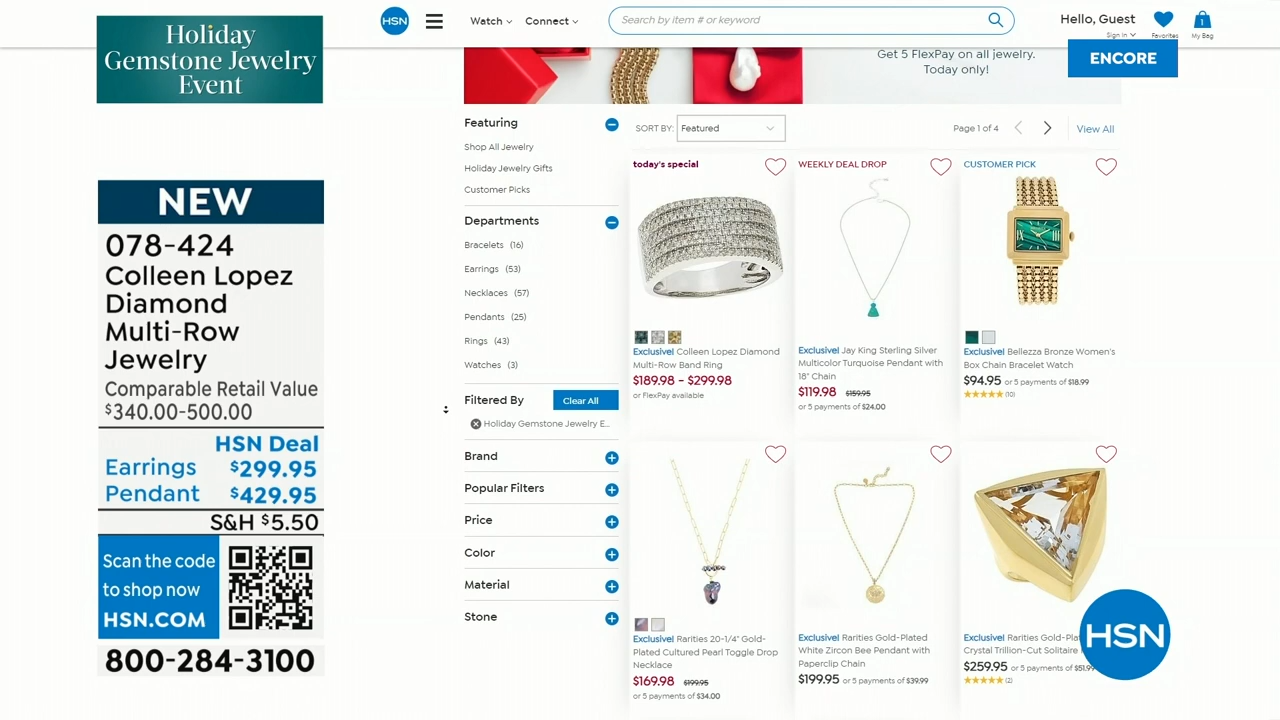 Holiday
Gemstone Jewelry
Event
NEW
078-424
Colleen Lopez
Diamond
Multi-Row
Jewelry
Comparable Retail Value
$340.00-500.00
HSN Deal
Earrings $299.95
Pendant $429.95
S&H $5.50
Scan the code
to shop now
HSN.COM
800-284-3100
HSN
Watch
Connect
Search by item # or keyword
Hello, Guest
Sign In
Favorites
1
My Bag
ENCORE
Get 5 FlexPay on all jewelry.
Today only!
Featuring
Shop All Jewelry
Holiday Jewelry Gifts
Customer Picks
Departments
Bracelets (16)
Earrings (53)
Necklaces (57)
Pendants (25)
Rings (43)
Watches (3)
Filtered By
Clear All
Holiday Gemstone Jewelry E...
Brand
Popular Filters
Price
Color
Material
Stone
SORT BY: Featured
Page 1 of 4
View All
today's special
Exclusive! Colleen Lopez Diamond
Multi-Row Band Ring
$189.98 - $299.98
or FlexPay available
WEEKLY DEAL DROP
Exclusive! Jay King Sterling Silver
Multicolor Turquoise Pendant with
18" Chain
$119.98 $159.95
or 5 payments of $24.00
CUSTOMER PICK
Exclusive! Bellezza Bronze Women's
Box Chain Bracelet Watch
$94.95 or 5 payments of $18.99
(10)
Exclusive! Rarities 20-1/4" Gold-
Plated Cultured Pearl Toggle Drop
Necklace
$169.98 $199.95
or 5 payments of $34.00
Exclusive! Rarities Gold-Plated
White Zircon Bee Pendant with
Paperclip Chain
$199.95 or 5 payments of $39.99
Exclusive! Rarities Gold-Pla
Crystal Trillion-Cut Solitaire
$259.95 or 5 payments of $51.99
(2)
HSN